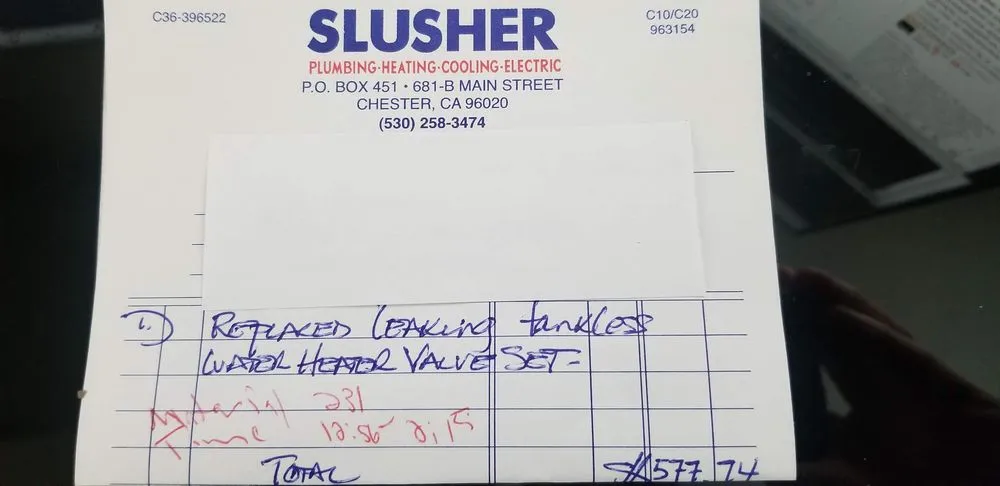 C36-396522
SLUSHER
C10/C20
963154
PLUMBING·HEATING·COOLING·ELECTRIC
P.O. BOX 451 • 681-B MAIN STREET
CHESTER, CA 96020
(530) 258-3474
1.) REPLACED LEAKING tankless
WATER HEATER VALVE SET-
Material 231
Time
TOTAL 577.74